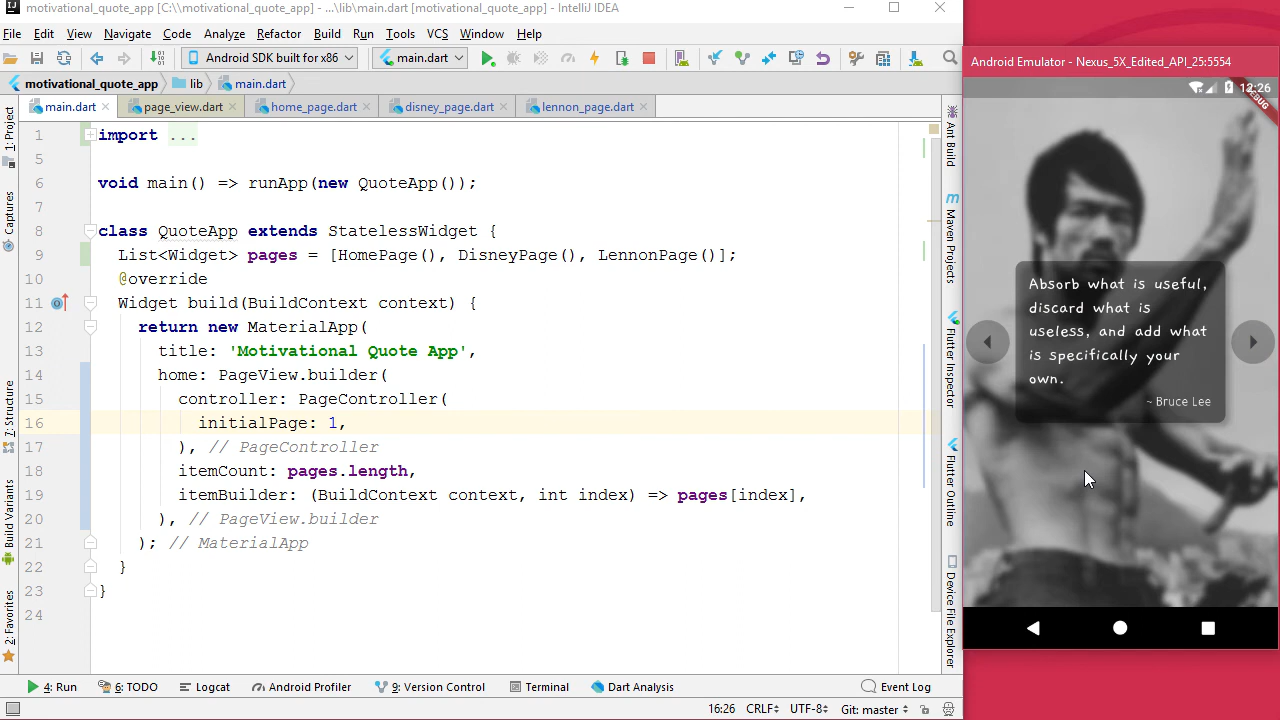 motivational_quote_app [C:\\motivational_quote_app] - ...\lib\main.dart [motivational_quote_app] - IntelliJ IDEA
File Edit View Navigate Code Analyze Refactor Build Run Tools VCS Window Help
Android SDK built for x86 main.dart
motivational_quote_app lib main.dart
main.dart page_view.dart home_page.dart disney_page.dart lennon_page.dart
1 import ...
5
6 void main() => runApp(new QuoteApp());
7
8 class QuoteApp extends StatelessWidget {
9 List<Widget> pages = [HomePage(), DisneyPage(), LennonPage()];
10 @override
11 Widget build(BuildContext context) {
12 return new MaterialApp(
13 title: 'Motivational Quote App',
14 home: PageView.builder(
15 controller: PageController(
16 initialPage: 1,
17 ), // PageController
18 itemCount: pages.length,
19 itemBuilder: (BuildContext context, int index) => pages[index],
20 ), // PageView.builder
21 ); // MaterialApp
22 }
23 }
24
1: Project
Captures
7: Structure
Build Variants
2: Favorites
Ant Build
Maven Projects
Flutter Inspector
Flutter Outline
Device File Explorer
4: Run 6: TODO Logcat Android Profiler 9: Version Control Terminal Dart Analysis Event Log
16:26 CRLF UTF-8 Git: master
Android Emulator - Nexus_5X_Edited_API_25:5554
12:26
DEBUG
Absorb what is useful,
discard what is
useless, and add what
is specifically your
own.
~ Bruce Lee